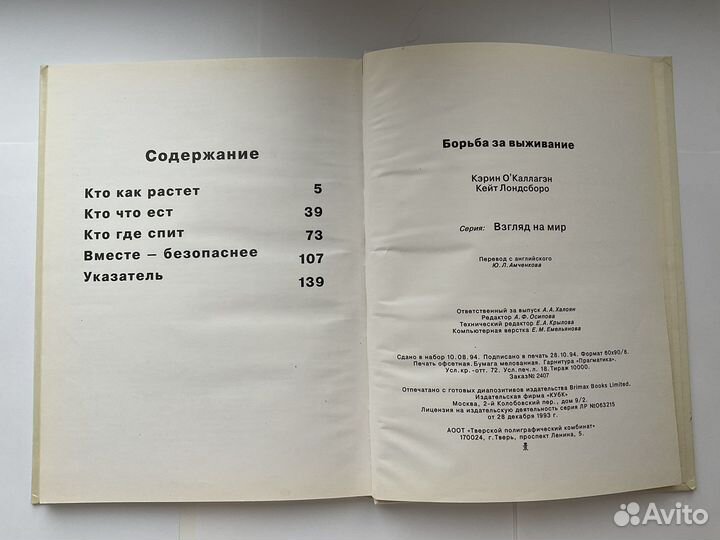 Содержание
Кто как растет 5
Кто что ест 39
Кто где спит 73
Вместе – безопаснее 107
Указатель 139
Борьба за выживание
Кэрин О'Каллагэн
Кейт Лондсборо
Серия: Взгляд на мир
Перевод с английского
Ю.Л.Амченкова
Ответственный за выпуск А.А.Халоян
Редактор А.Ф.Осипова
Технический редактор Е.А.Крылова
Компьютерная верстка Е.М.Емельянова
Сдано в набор 10.08.94. Подписано в печать 28.10.94. Формат 60х90/8.
Печать офсетная. Бумага мелованная. Гарнитура "Прагматика".
Усл.кр.-отт. 72. Усл.печ.л. 18. Тираж 10000.
Заказ№ 2407
Отпечатано с готовых диапозитивов издательства Brimax Books Limited.
Издательская фирма "КУбК"
Москва, 2-й Колобовский пер., дом 9/2.
Лицензия на издательскую деятельность серия ЛР №063215
от 28 декабря 1993 г.
АООТ «Тверской полиграфический комбинат»
170024, г.Тверь, проспект Ленина, 5.
Avito